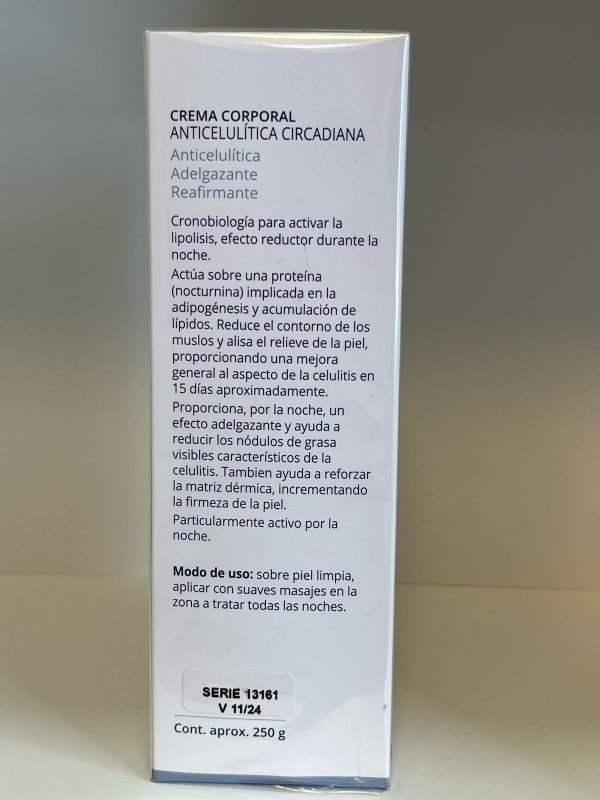 CREMA CORPORAL
ANTICELULÍTICA CIRCADIANA
Anticelulítica
Adelgazante
Reafirmante
Cronobiología para activar la
lipolisis, efecto reductor durante la
noche.
Actúa sobre una proteína
(nocturnina) implicada en la
adipogénesis y acumulación de
lípidos. Reduce el contorno de los
muslos y alisa el relieve de la piel,
proporcionando una mejora
general al aspecto de la celulitis en
15 días aproximadamente.
Proporciona, por la noche, un
efecto adelgazante y ayuda a
reducir los nódulos de grasa
visibles característicos de la
celulitis. Tambien ayuda a reforzar
la matriz dérmica, incrementando
la firmeza de la piel.
Particularmente activo por la
noche.
Modo de uso: sobre piel limpia,
aplicar con suaves masajes en la
zona a tratar todas las noches.
SERIE 13161
V 11/24
Cont. aprox. 250 g